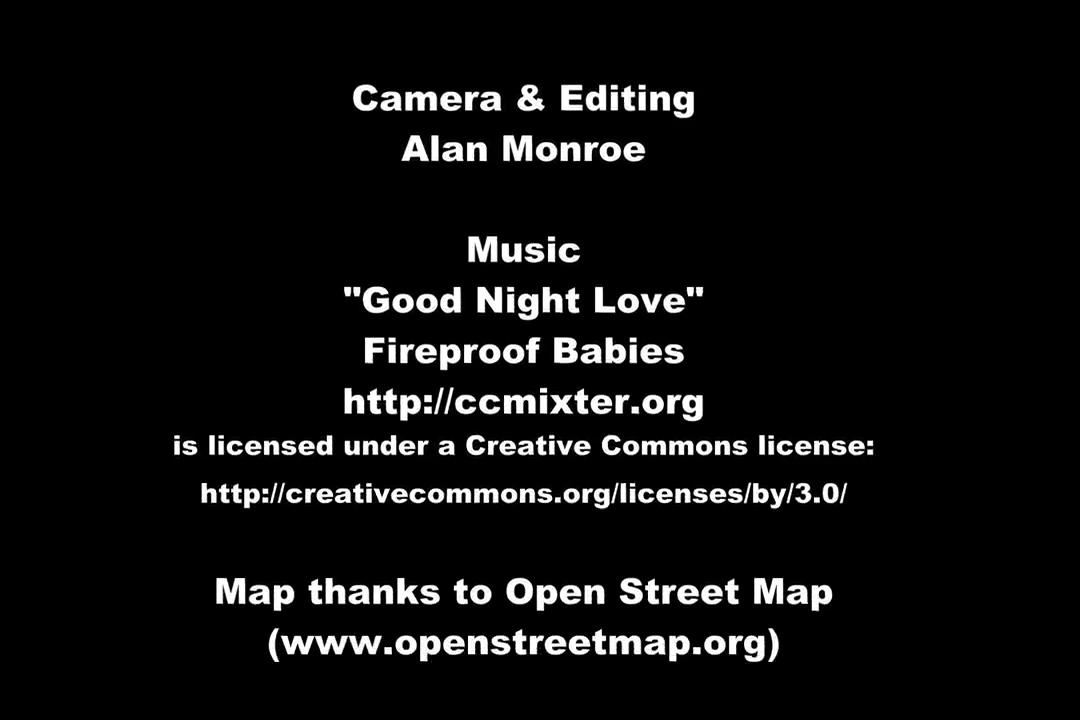 Camera & Editing
Alan Monroe
Music
"Good Night Love"
Fireproof Babies
http://ccmixter.org
is licensed under a Creative Commons license:
http://creativecommons.org/licenses/by/3.0/
Map thanks to Open Street Map
(www.openstreetmap.org)